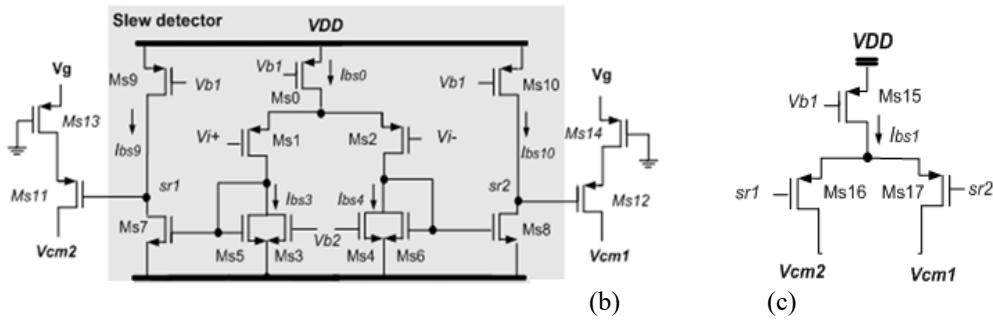 Slew detector
VDD
Vg
Ms13
Ms11
Vcm2
Ms9
Vb1
Ibs9
sr1
Ms7
Vb1
Ibs0
Ms0
Vi+
Ms1
Ms2
Vi-
Ibs3
Ibs4
Vb2
Ms5
Ms3
Ms4
Ms6
Vb1
Ms10
Ibs10
sr2
Ms8
Vg
Ms14
Ms12
Vcm1
(b)
VDD
Vb1
Ms15
Ibs1
sr1
Ms16
Ms17
sr2
Vcm2
Vcm1
(c)